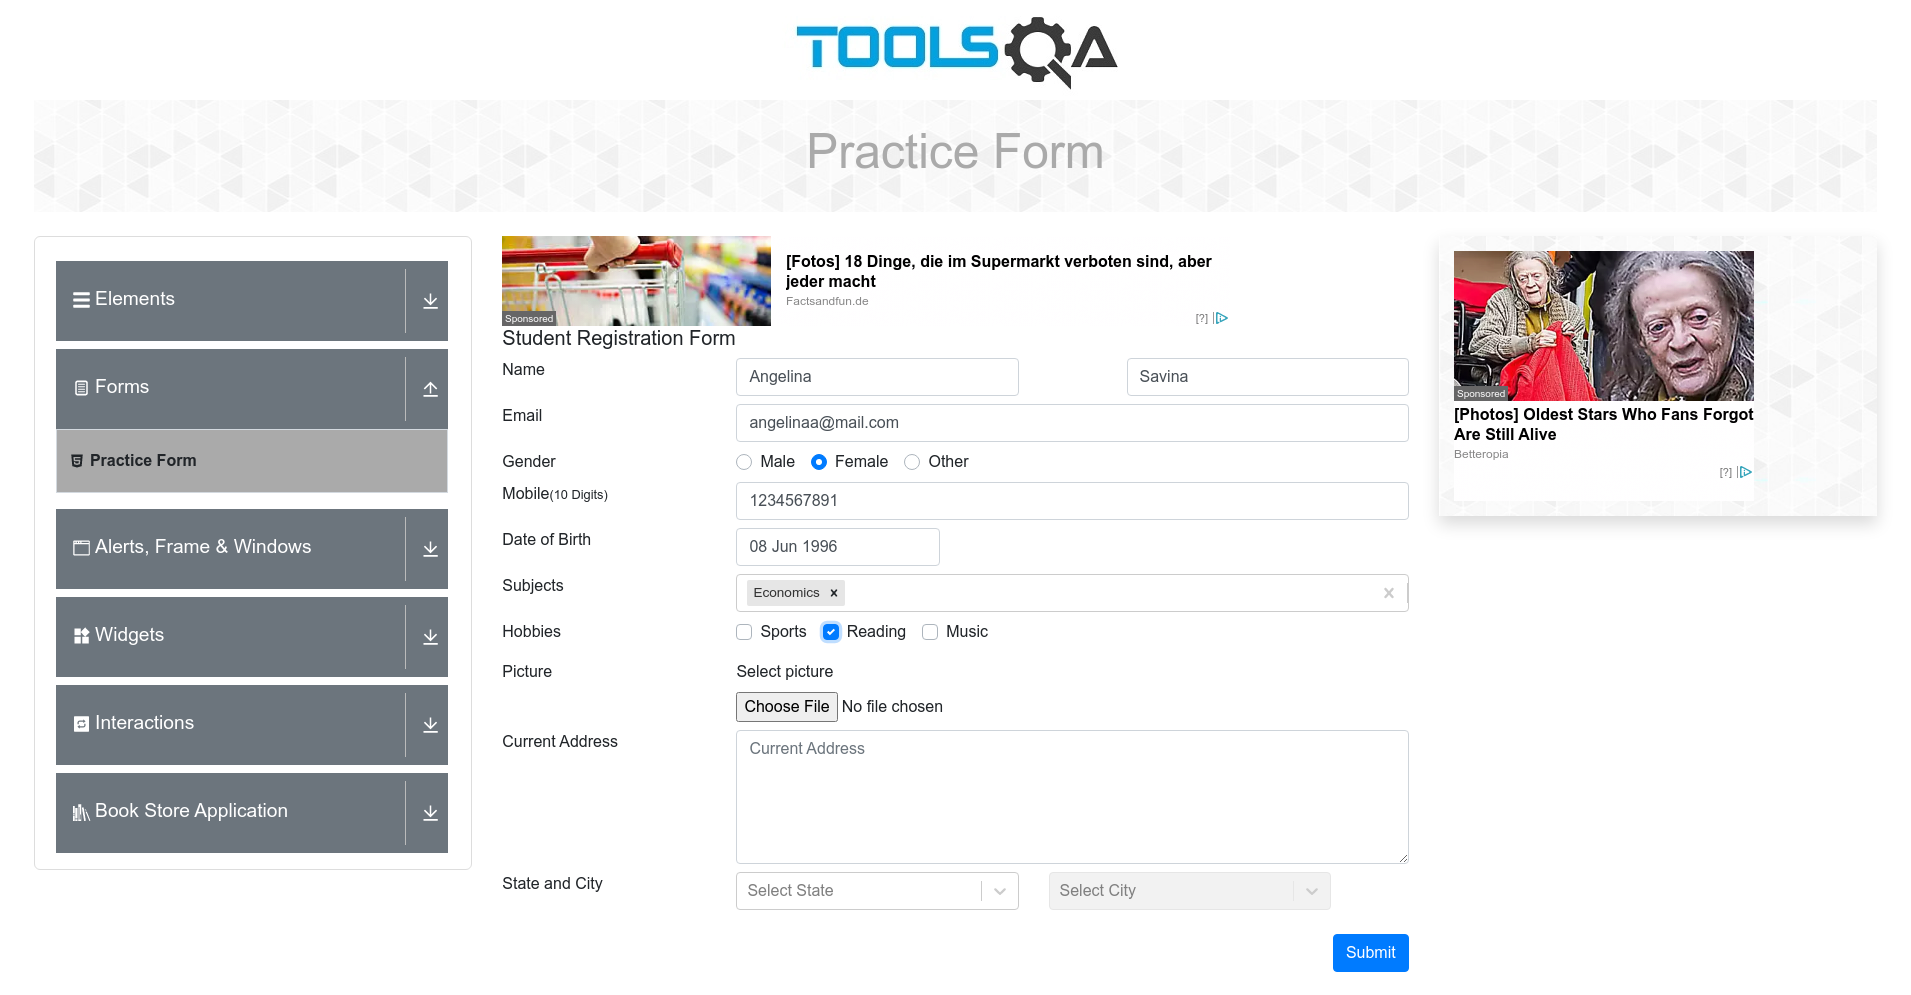 TOOLSQA
Practice Form
Elements
Forms
Practice Form
Alerts, Frame & Windows
Widgets
Interactions
Book Store Application
Sponsored
[Fotos] 18 Dinge, die im Supermarkt verboten sind, aber
jeder macht
Factsandfun.de
[?]
Student Registration Form
Name Angelina Savina
Email angelinaa@mail.com
Gender Male Female Other
Mobile(10 Digits) 1234567891
Date of Birth 08 Jun 1996
Subjects Economics
Hobbies Sports Reading Music
Picture Select picture
Choose File No file chosen
Current Address Current Address
State and City Select State Select City
Submit
Sponsored
[Photos] Oldest Stars Who Fans Forgot
Are Still Alive
Betteropia
[?]